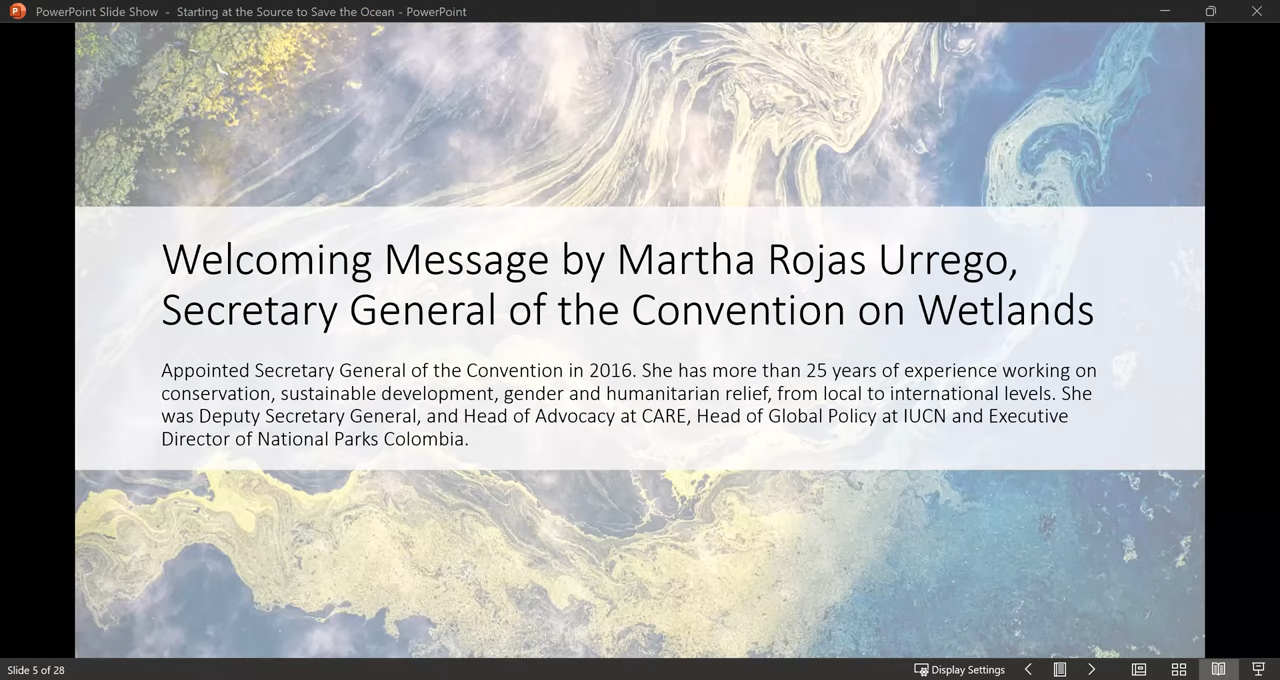 PowerPoint Slide Show - Starting at the Source to Save the Ocean - PowerPoint
Welcoming Message by Martha Rojas Urrego,
Secretary General of the Convention on Wetlands
Appointed Secretary General of the Convention in 2016. She has more than 25 years of experience working on
conservation, sustainable development, gender and humanitarian relief, from local to international levels. She
was Deputy Secretary General, and Head of Advocacy at CARE, Head of Global Policy at IUCN and Executive
Director of National Parks Colombia.
Slide 5 of 28
Display Settings